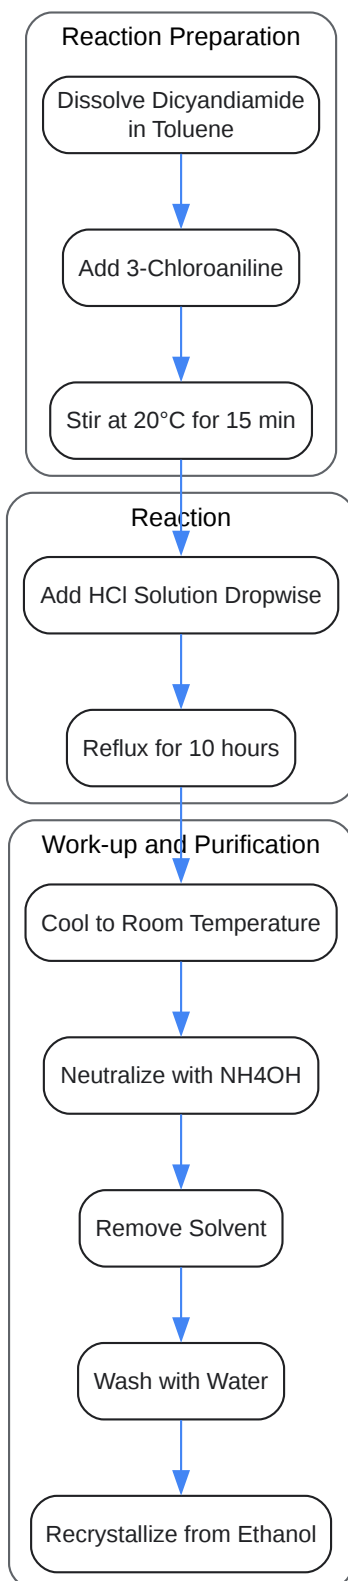 Reaction Preparation
Dissolve Dicyandiamide
in Toluene
Add 3-Chloroaniline
Stir at 20°C for 15 min
Reaction
Add HCl Solution Dropwise
Reflux for 10 hours
Work-up and Purification
Cool to Room Temperature
Neutralize with NH4OH
Remove Solvent
Wash with Water
Recrystallize from Ethanol